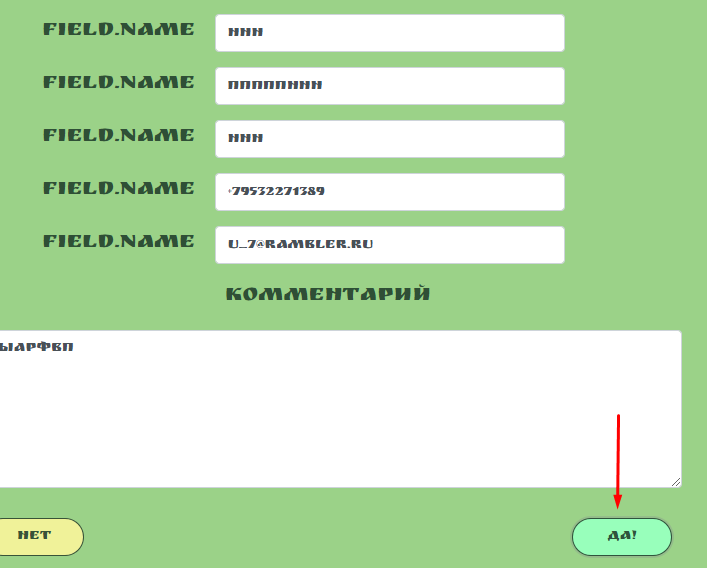 FIELD.NAME ННН
FIELD.NAME ПППППННН
FIELD.NAME ННН
FIELD.NAME +79532271389
FIELD.NAME U_7@RAMBLER.RU
КОММЕНТАРИЙ
ЫАРФВП
НЕТ ДА!